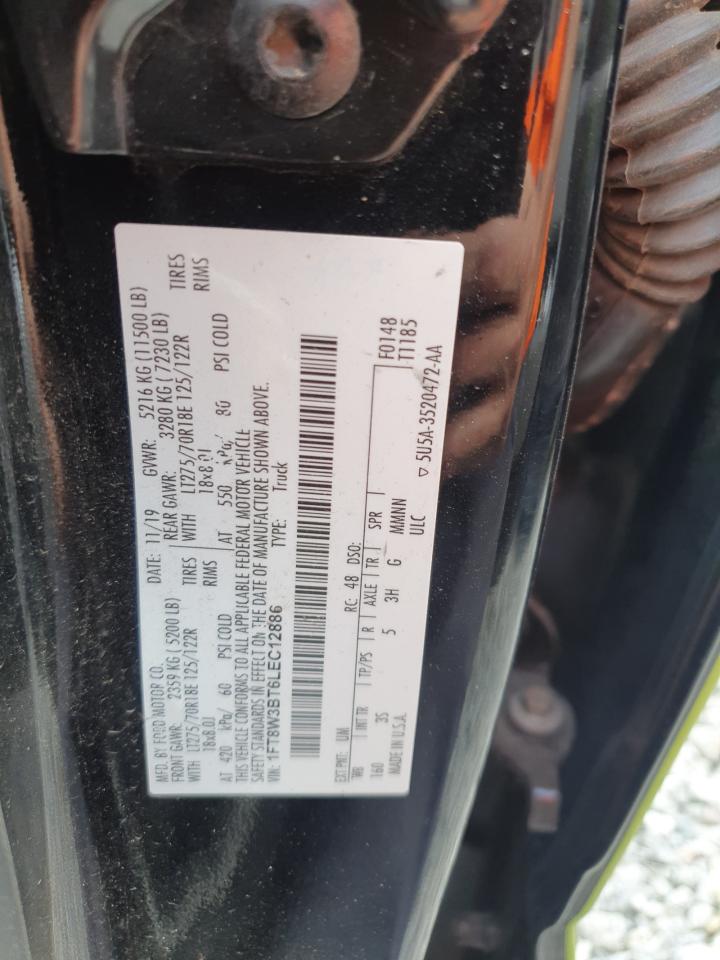 MFD. BY FORD MOTOR CO.
DATE: 11/19 GVWR: 5216 KG (11500 LB)
FRONT GAWR: 2359 KG ( 5200 LB) REAR GAWR: 3280 KG ( 7230 LB)
WITH LT275/70R18E 125/122R TIRES WITH LT275/70R18E 125/122R TIRES
18x8.0J RIMS 18x8.0J RIMS
AT 420 kPa/ 60 PSI COLD AT 550 kPa/ 80 PSI COLD
THIS VEHICLE CONFORMS TO ALL APPLICABLE FEDERAL MOTOR VEHICLE
SAFETY STANDARDS IN EFFECT ON THE DATE OF MANUFACTURE SHOWN ABOVE.
VIN: 1FT8W3BT6LEC12886 TYPE: Truck
EXT PNT: UM RC: 48 DSO: F0148
WB INT TR TP/PS R AXLE TR SPR T1185
160 3S 5 3H G MMNN
MADE IN U.S.A. ULC ▽ 5U5A-3520472-AA